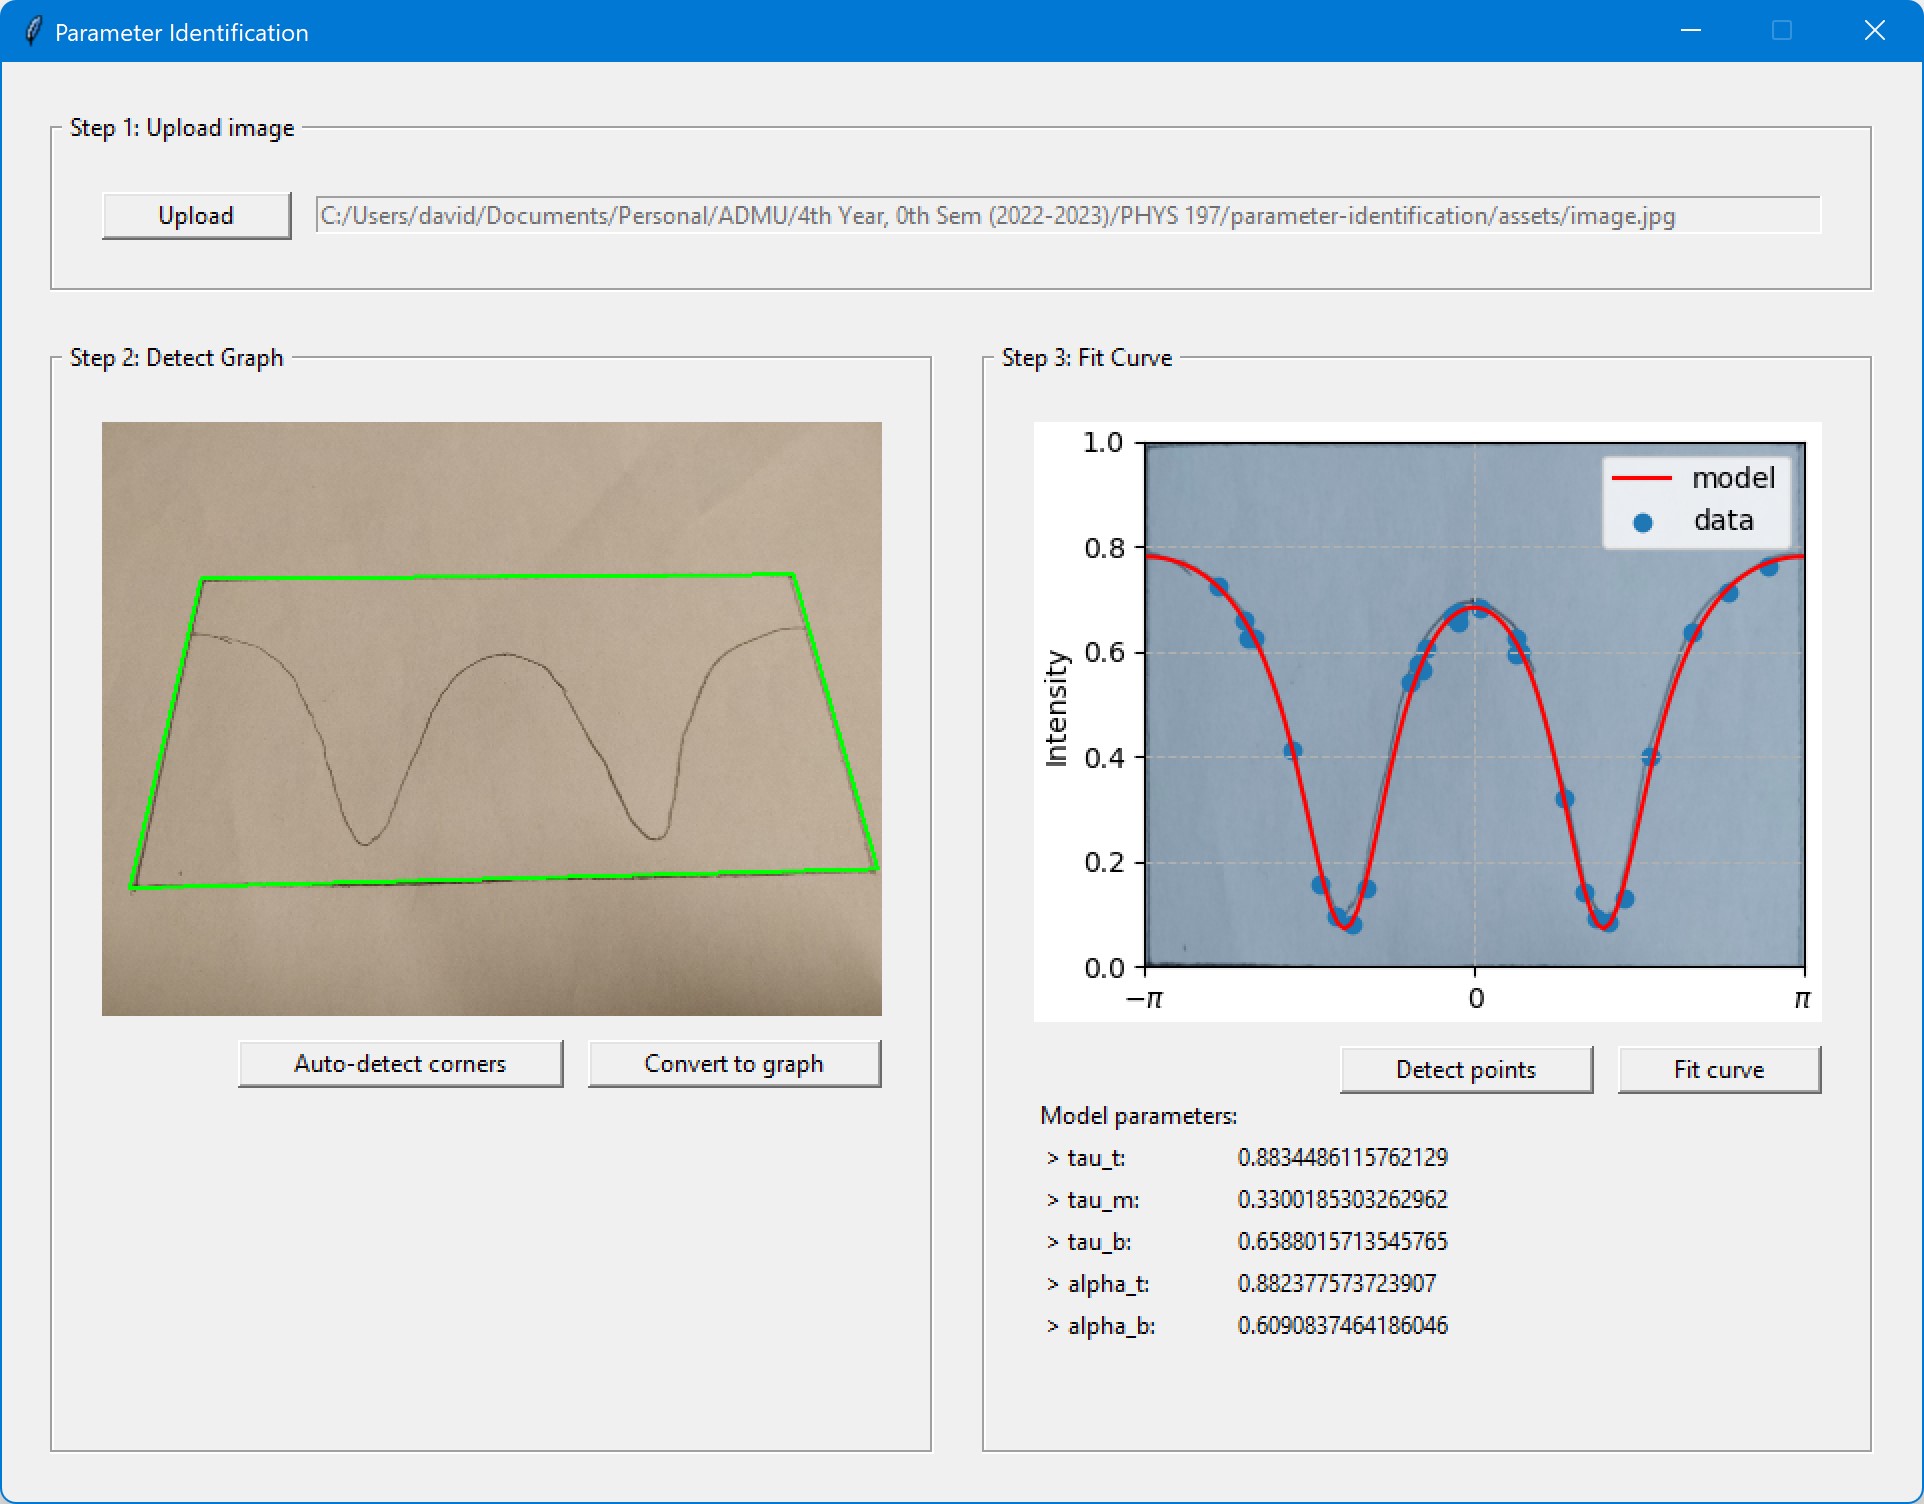 Parameter Identification
Step 1: Upload image
Upload
C:/Users/david/Documents/Personal/ADMU/4th Year, 0th Sem (2022-2023)/PHYS 197/parameter-identification/assets/image.jpg
Step 2: Detect Graph
Auto-detect corners
Convert to graph
Step 3: Fit Curve
1.0
0.8
0.6
0.4
0.2
0.0
Intensity
model
data
−π
0
π
Detect points
Fit curve
Model parameters:
> tau_t: 0.8834486115762129
> tau_m: 0.3300185303262962
> tau_b: 0.6588015713545765
> alpha_t: 0.882377573723907
> alpha_b: 0.6090837464186046